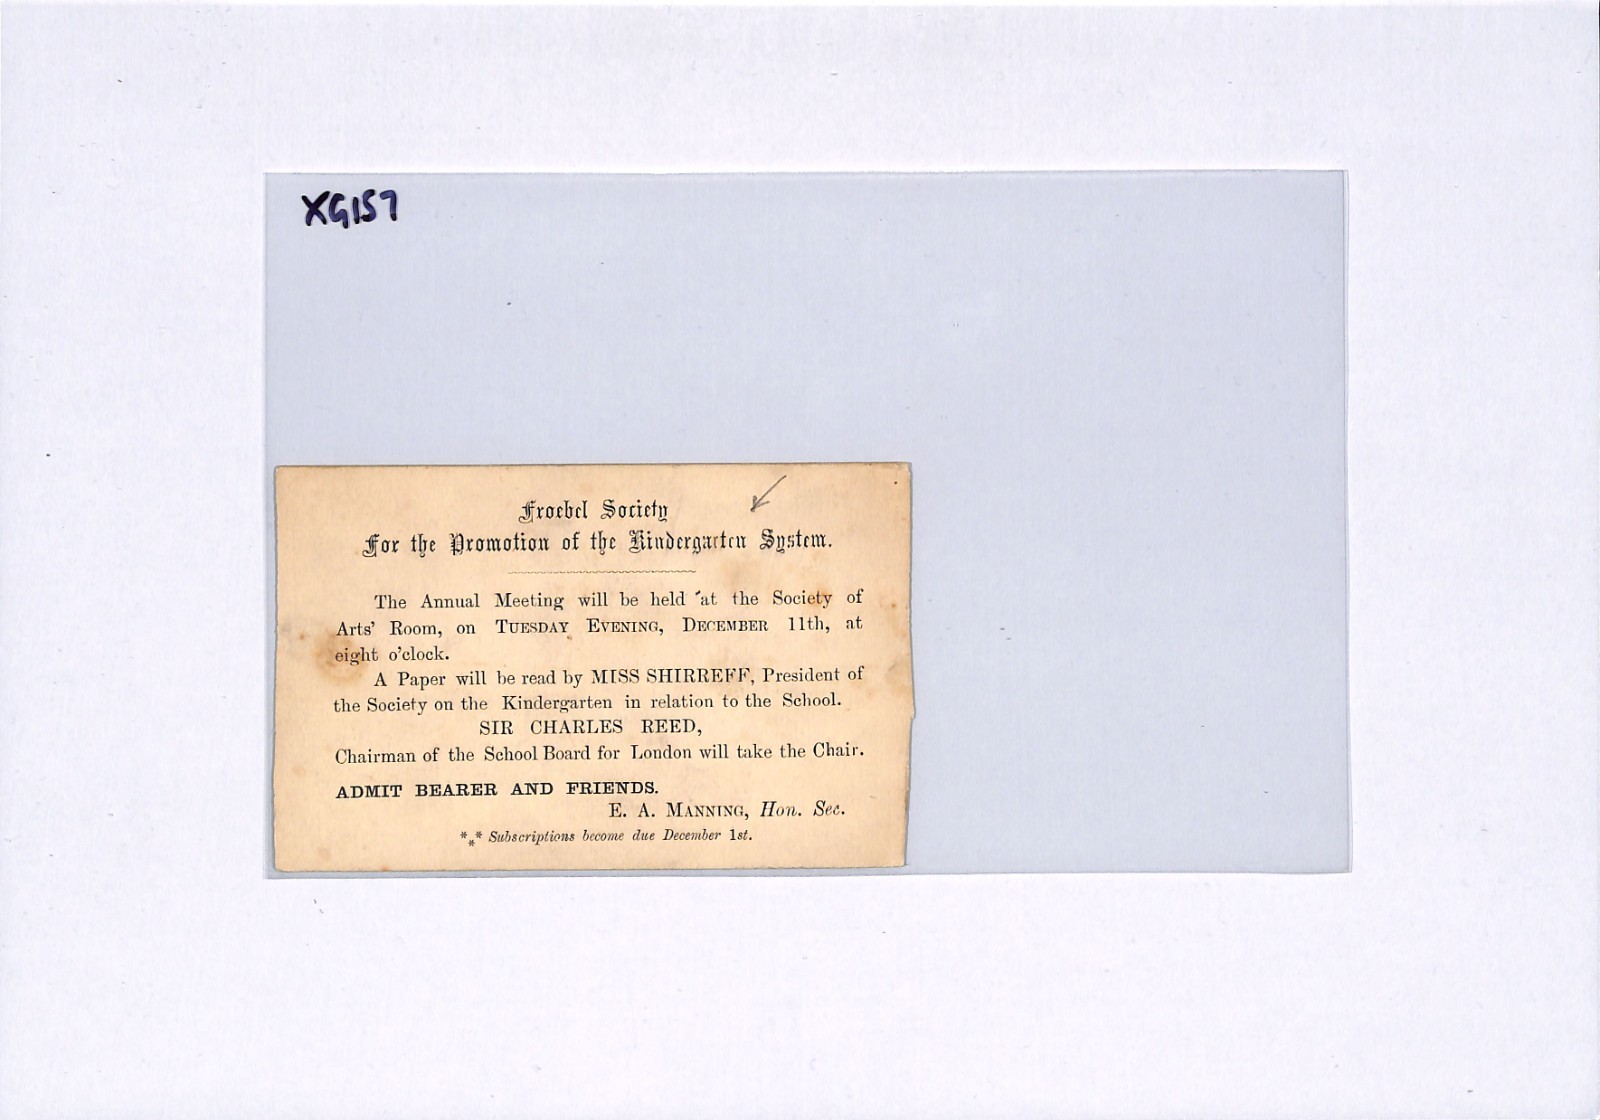 XG157
Froebel Society
For the Promotion of the Kindergarten System.
The Annual Meeting will be held at the Society of
Arts' Room, on TUESDAY EVENING, DECEMBER 11th, at
eight o'clock.
A Paper will be read by MISS SHIRREFF, President of
the Society on the Kindergarten in relation to the School.
SIR CHARLES REED,
Chairman of the School Board for London will take the Chair.
ADMIT BEARER AND FRIENDS.
E. A. MANNING, Hon. Sec.
*** Subscriptions become due December 1st.